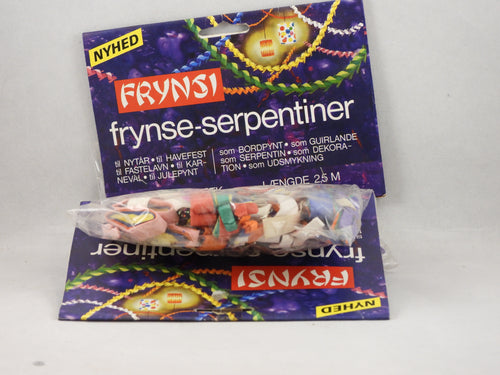 NYHED
FRYNSI
frynse-serpentiner
til NYTÅR • til HAVEFEST
til FASTELAVN • til KAR-
NEVAL • til JULEPYNT
som BORDPYNT • som GUIRLANDE
som SERPENTIN • som DEKORA-
TION • som UDSMYKNING
LÆNGDE 2,5 M
frynse-serpentiner
FRYNSI
NYHED